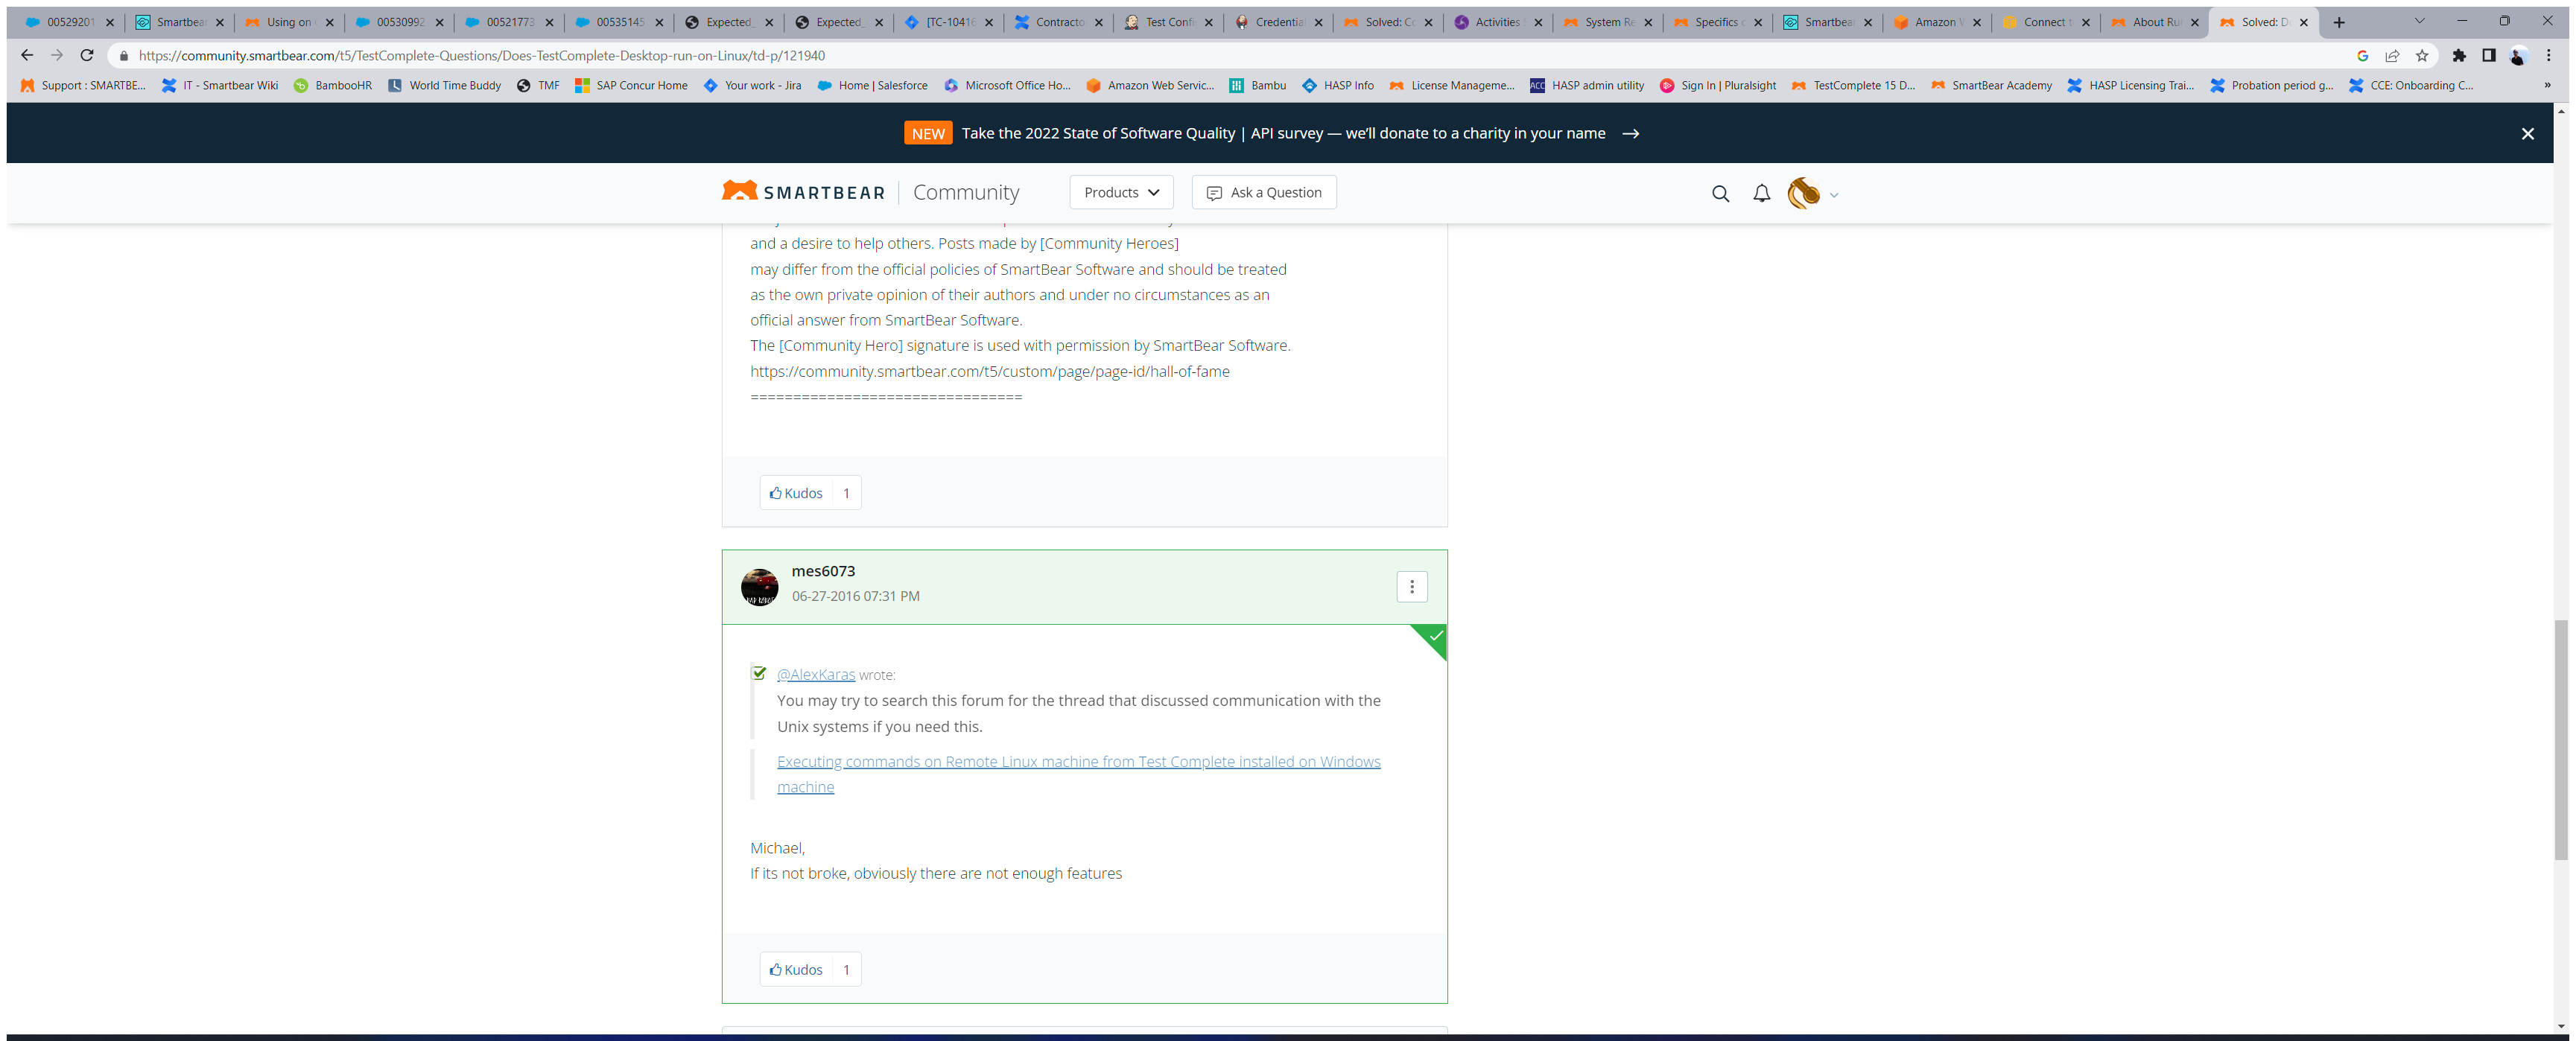 00529201
Smartbea
Using on
00530992
00521773
00535145
Expected_
Expected_
[TC-10416
Contracto
Test Confi
Credentia
Solved: Co
Activities
System Re
Specifics
Smartbea
Amazon
Connect t
About Ru
Solved: D
https://community.smartbear.com/t5/TestComplete-Questions/Does-TestComplete-Desktop-run-on-Linux/td-p/121940
Support : SMARTBE...
IT - Smartbear Wiki
BambooHR
World Time Buddy
TMF
SAP Concur Home
Your work - Jira
Home | Salesforce
Microsoft Office Ho...
Amazon Web Servic...
Bambu
HASP Info
License Manageme...
ACC HASP admin utility
Sign In | Pluralsight
TestComplete 15 D...
SmartBear Academy
HASP Licensing Trai...
Probation period g...
CCE: Onboarding C...
»
NEW Take the 2022 State of Software Quality | API survey — we'll donate to a charity in your name →
SMARTBEAR Community Products Ask a Question
and a desire to help others. Posts made by [Community Heroes]
may differ from the official policies of SmartBear Software and should be treated
as the own private opinion of their authors and under no circumstances as an
official answer from SmartBear Software.
The [Community Hero] signature is used with permission by SmartBear Software.
https://community.smartbear.com/t5/custom/page/page-id/hall-of-fame
================================
Kudos 1
mes6073
06-27-2016 07:31 PM
@AlexKaras wrote:
You may try to search this forum for the thread that discussed communication with the
Unix systems if you need this.
Executing commands on Remote Linux machine from Test Complete installed on Windows
machine
Michael,
If its not broke, obviously there are not enough features
Kudos 1